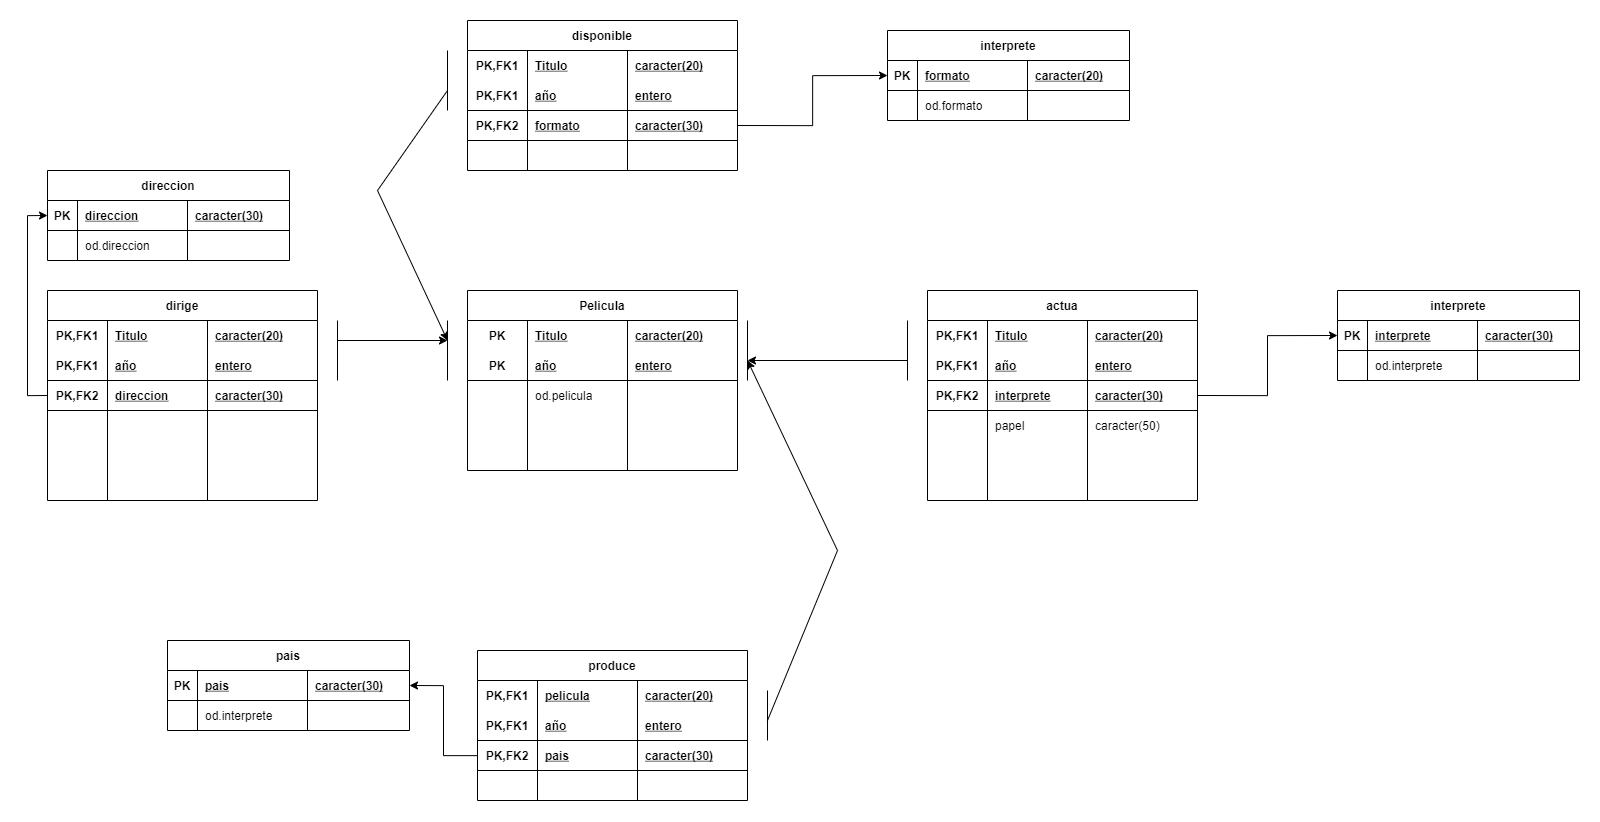 disponible
PK,FK1 Titulo caracter(20)
PK,FK1 año entero
PK,FK2 formato caracter(30)
interprete
PK formato caracter(20)
od.formato
direccion
PK direccion caracter(30)
od.direccion
dirige
PK,FK1 Titulo caracter(20)
PK,FK1 año entero
PK,FK2 direccion caracter(30)
Pelicula
PK Titulo caracter(20)
PK año entero
od.pelicula
actua
PK,FK1 Titulo caracter(20)
PK,FK1 año entero
PK,FK2 interprete caracter(30)
papel caracter(50)
interprete
PK interprete caracter(30)
od.interprete
pais
PK pais caracter(30)
od.interprete
produce
PK,FK1 pelicula caracter(20)
PK,FK1 año entero
PK,FK2 pais caracter(30)